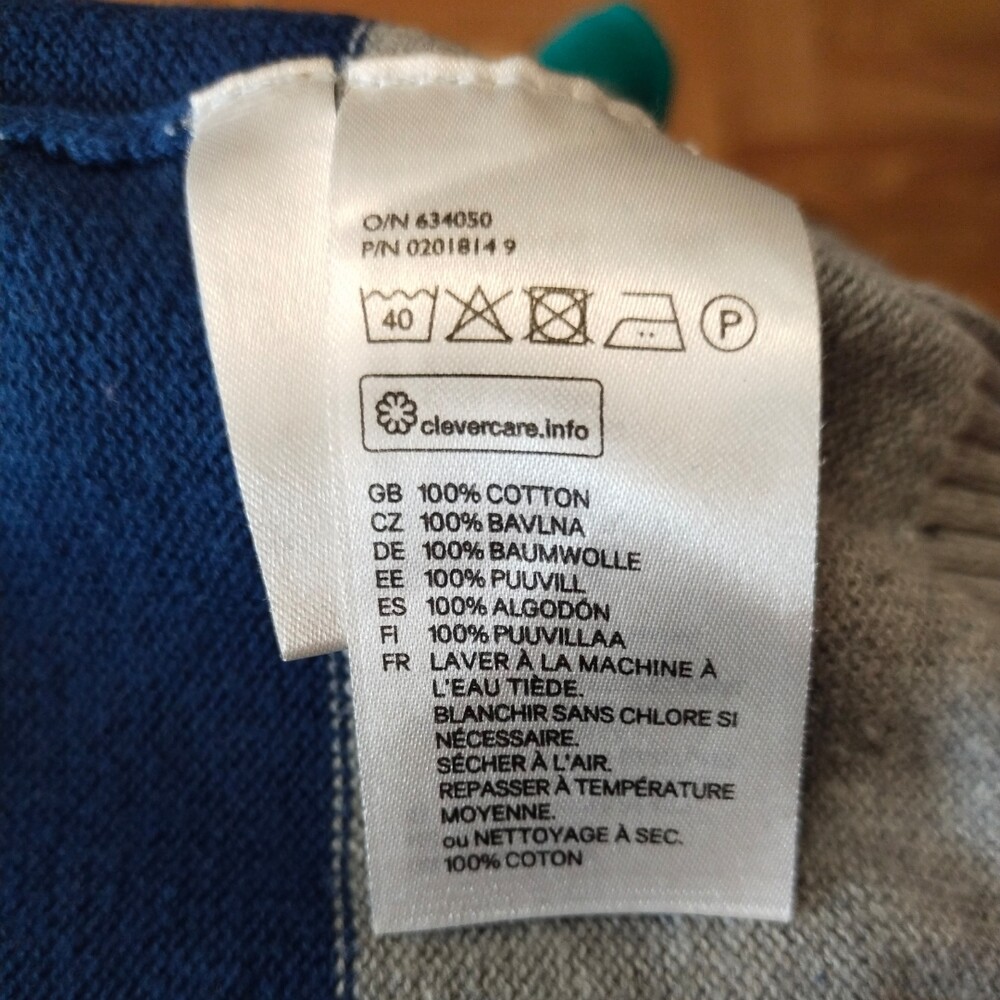 O/N 634050
P/N 0201814 9
40 P
clevercare.info
GB 100% COTTON
CZ 100% BAVLNA
DE 100% BAUMWOLLE
EE 100% PUUVILL
ES 100% ALGODÓN
FI 100% PUUVILLAA
FR LAVER À LA MACHINE À
L'EAU TIÈDE.
BLANCHIR SANS CHLORE SI
NÉCESSAIRE.
SÉCHER À L'AIR.
REPASSER À TEMPÉRATURE
MOYENNE.
ou NETTOYAGE À SEC.
100% COTON